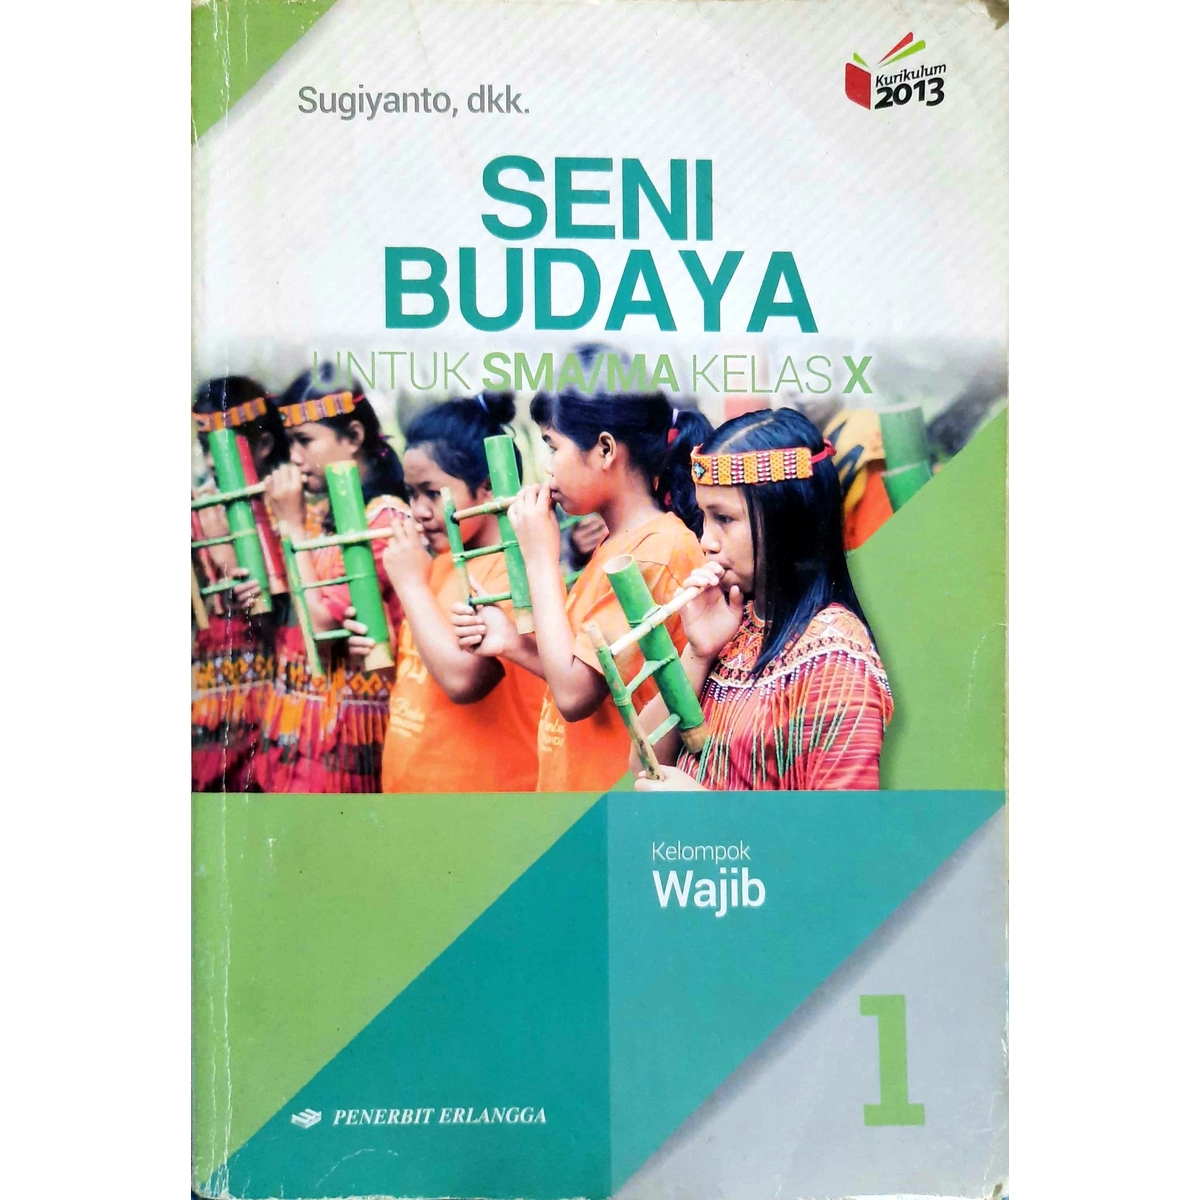 Kurikulum
2013
Sugiyanto, dkk.
SENI
BUDAYA
UNTUK SMA/MA KELAS X
Kelompok
Wajib
1
PENERBIT ERLANGGA